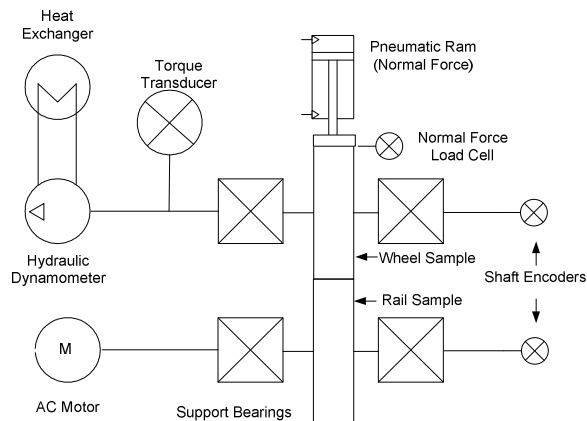 Heat
Exchanger
Torque
Transducer
Pneumatic Ram
(Normal Force)
Normal Force
Load Cell
Hydraulic
Dynamometer
Wheel Sample
Shaft Encoders
Rail Sample
M
AC Motor
Support Bearings